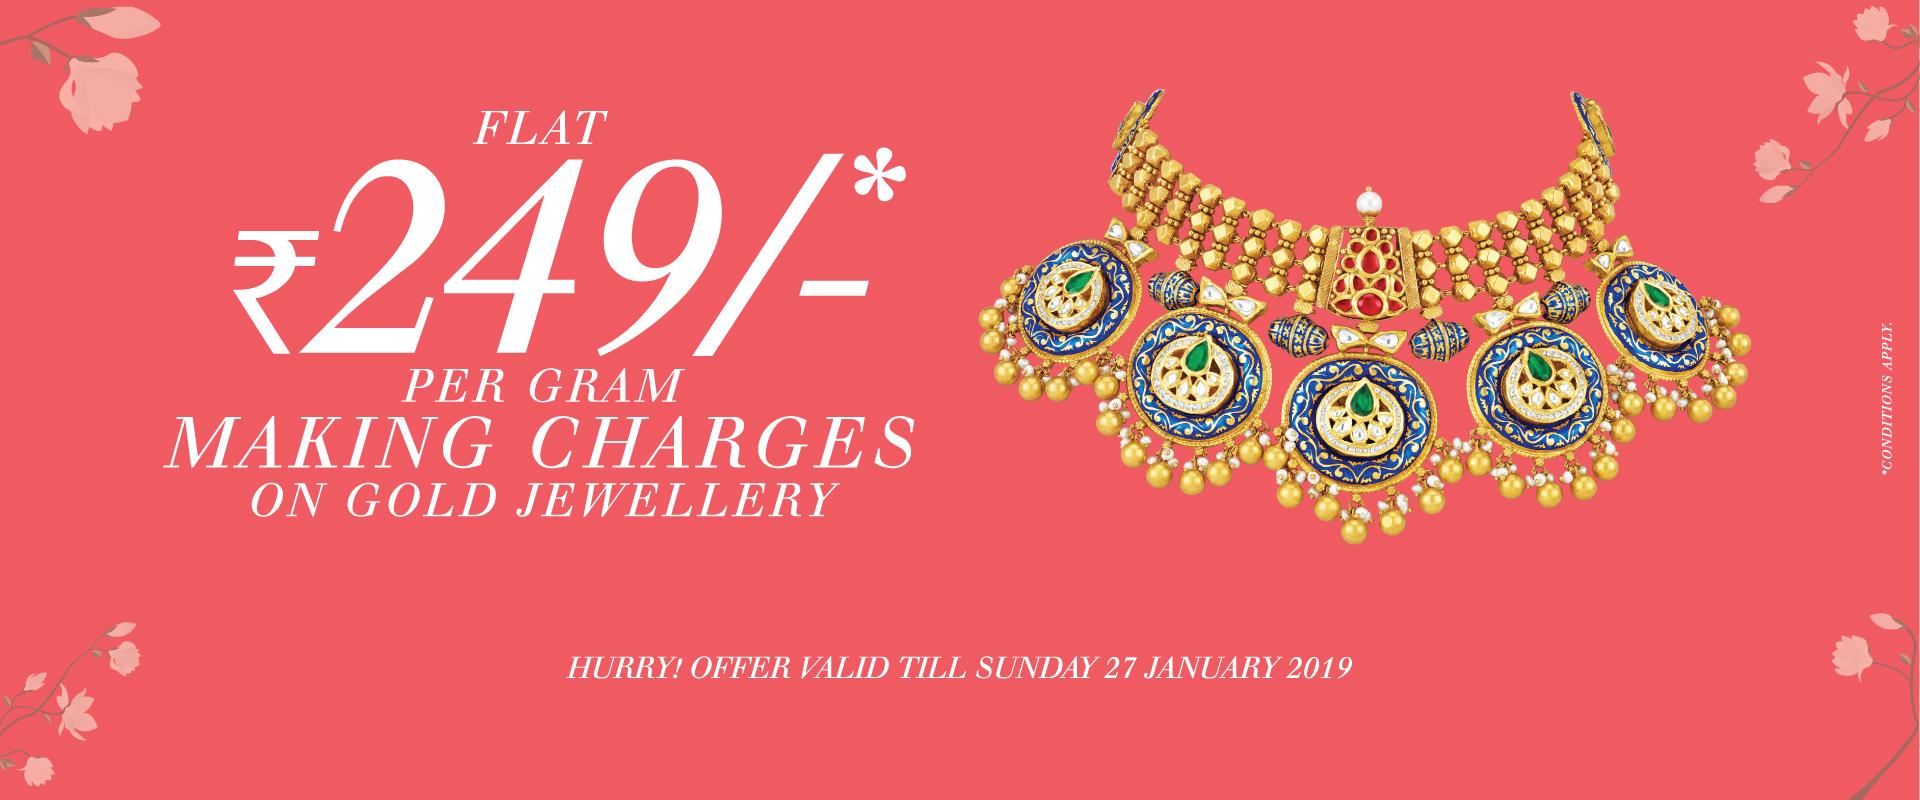 FLAT
₹249/-*
PER GRAM
MAKING CHARGES
ON GOLD JEWELLERY
HURRY! OFFER VALID TILL SUNDAY 27 JANUARY 2019
*CONDITIONS APPLY.